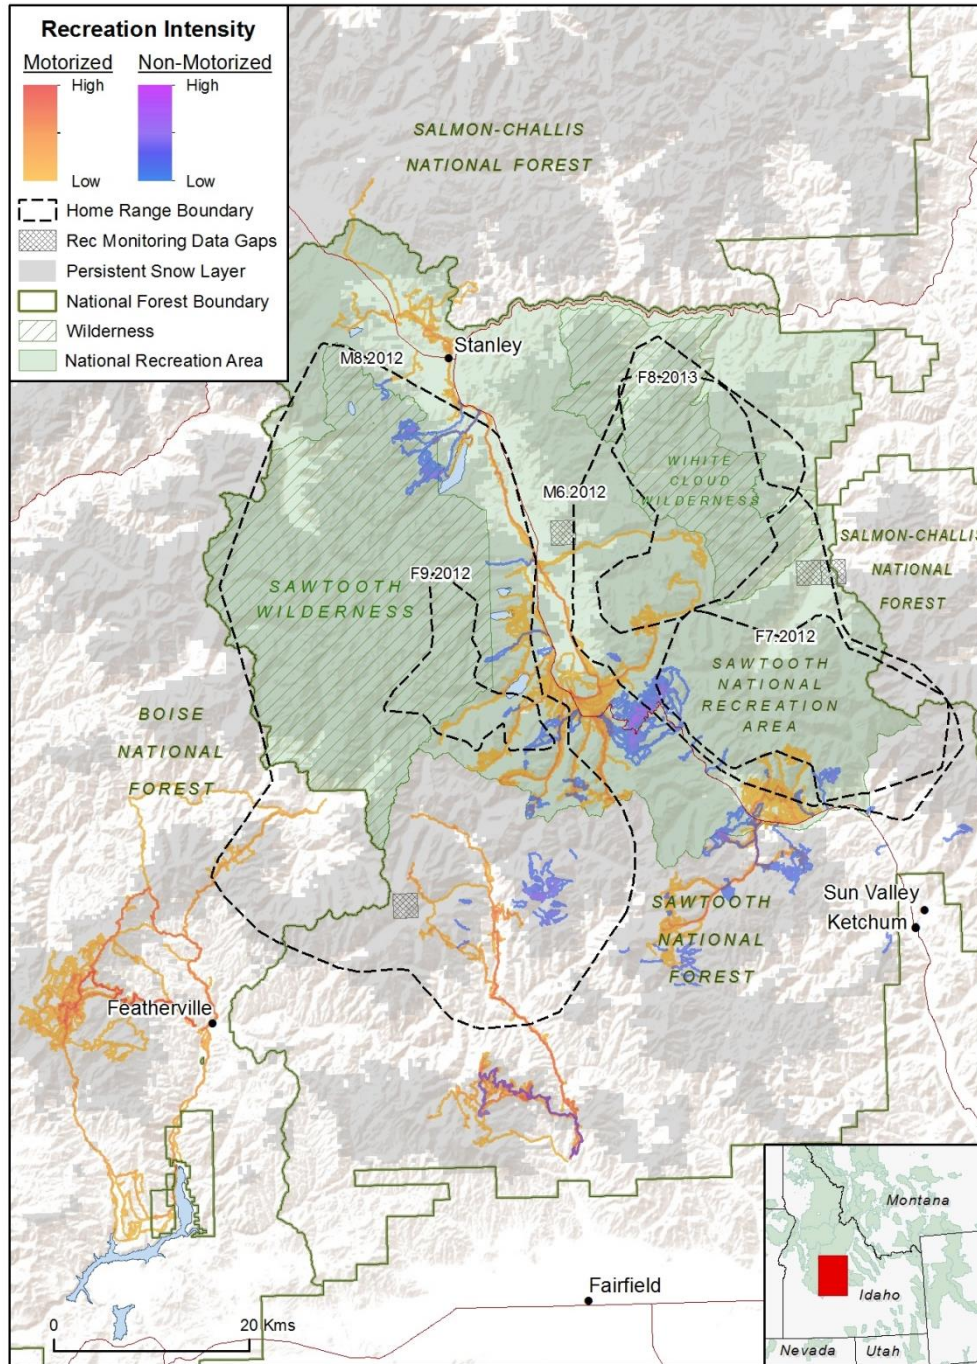 Recreation Intensity
Motorized
Non-Motorized
High
High
Low
Low
Home Range Boundary
Rec Monitoring Data Gaps
Persistent Snow Layer
National Forest Boundary
Wilderness
National Recreation Area
SALMON-CHALLIS
NATIONAL FOREST
Stanley
M8-2012
F8-2013
WIHITE
CLOUD
WILDERNESS
M6-2012
SALMON-CHALLIS
NATIONAL
FOREST
F9-2012
SAWTOOTH
WILDERNESS
F7-2012
SAWTOOTH
NATIONAL
RECREATION
AREA
BOISE
NATIONAL
FOREST
Sun Valley
Ketchum
SAWTOOTH
NATIONAL
FOREST
Featherville
Fairfield
0
20 Kms
Montana
Idaho
Nevada
Utah